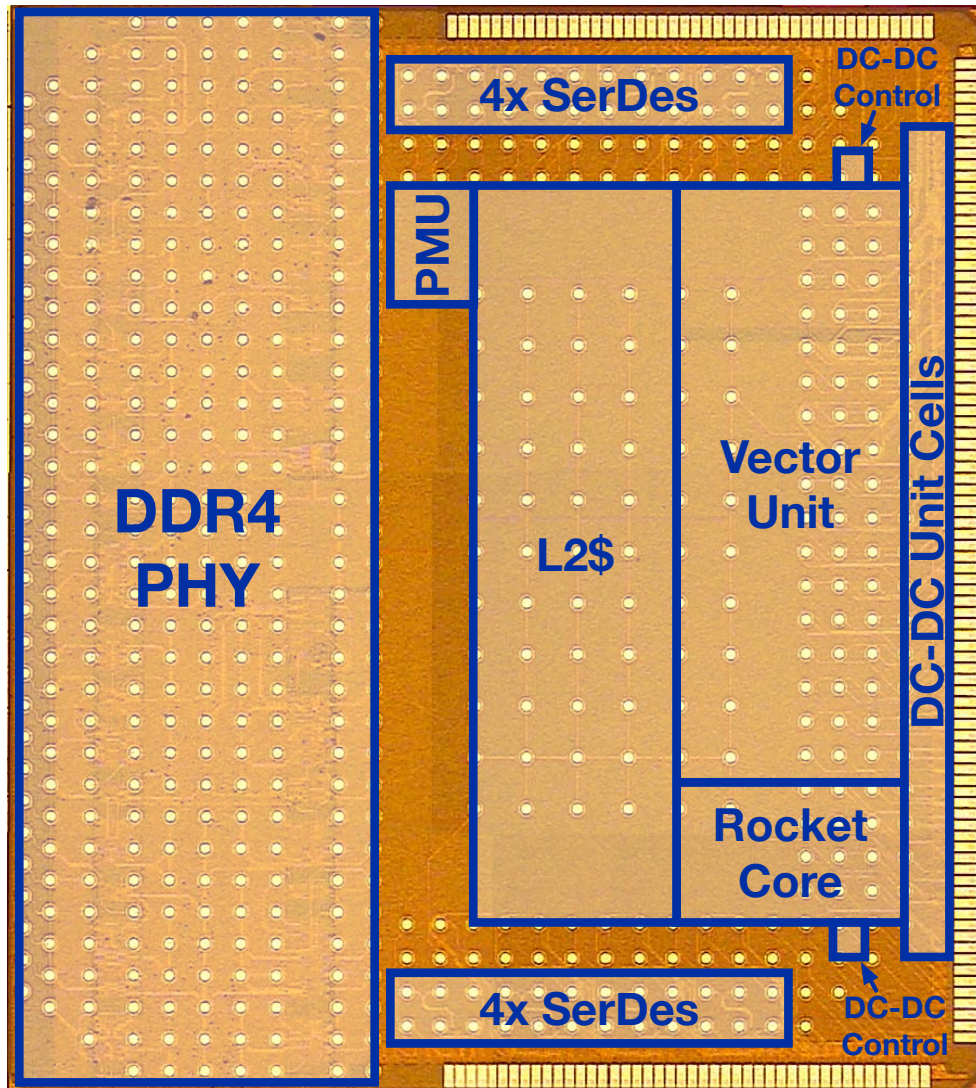 DC-DC
Control
4x SerDes
PMU
DDR4
PHY
L2$
Vector
Unit
DC-DC Unit Cells
Rocket
Core
4x SerDes
DC-DC
Control